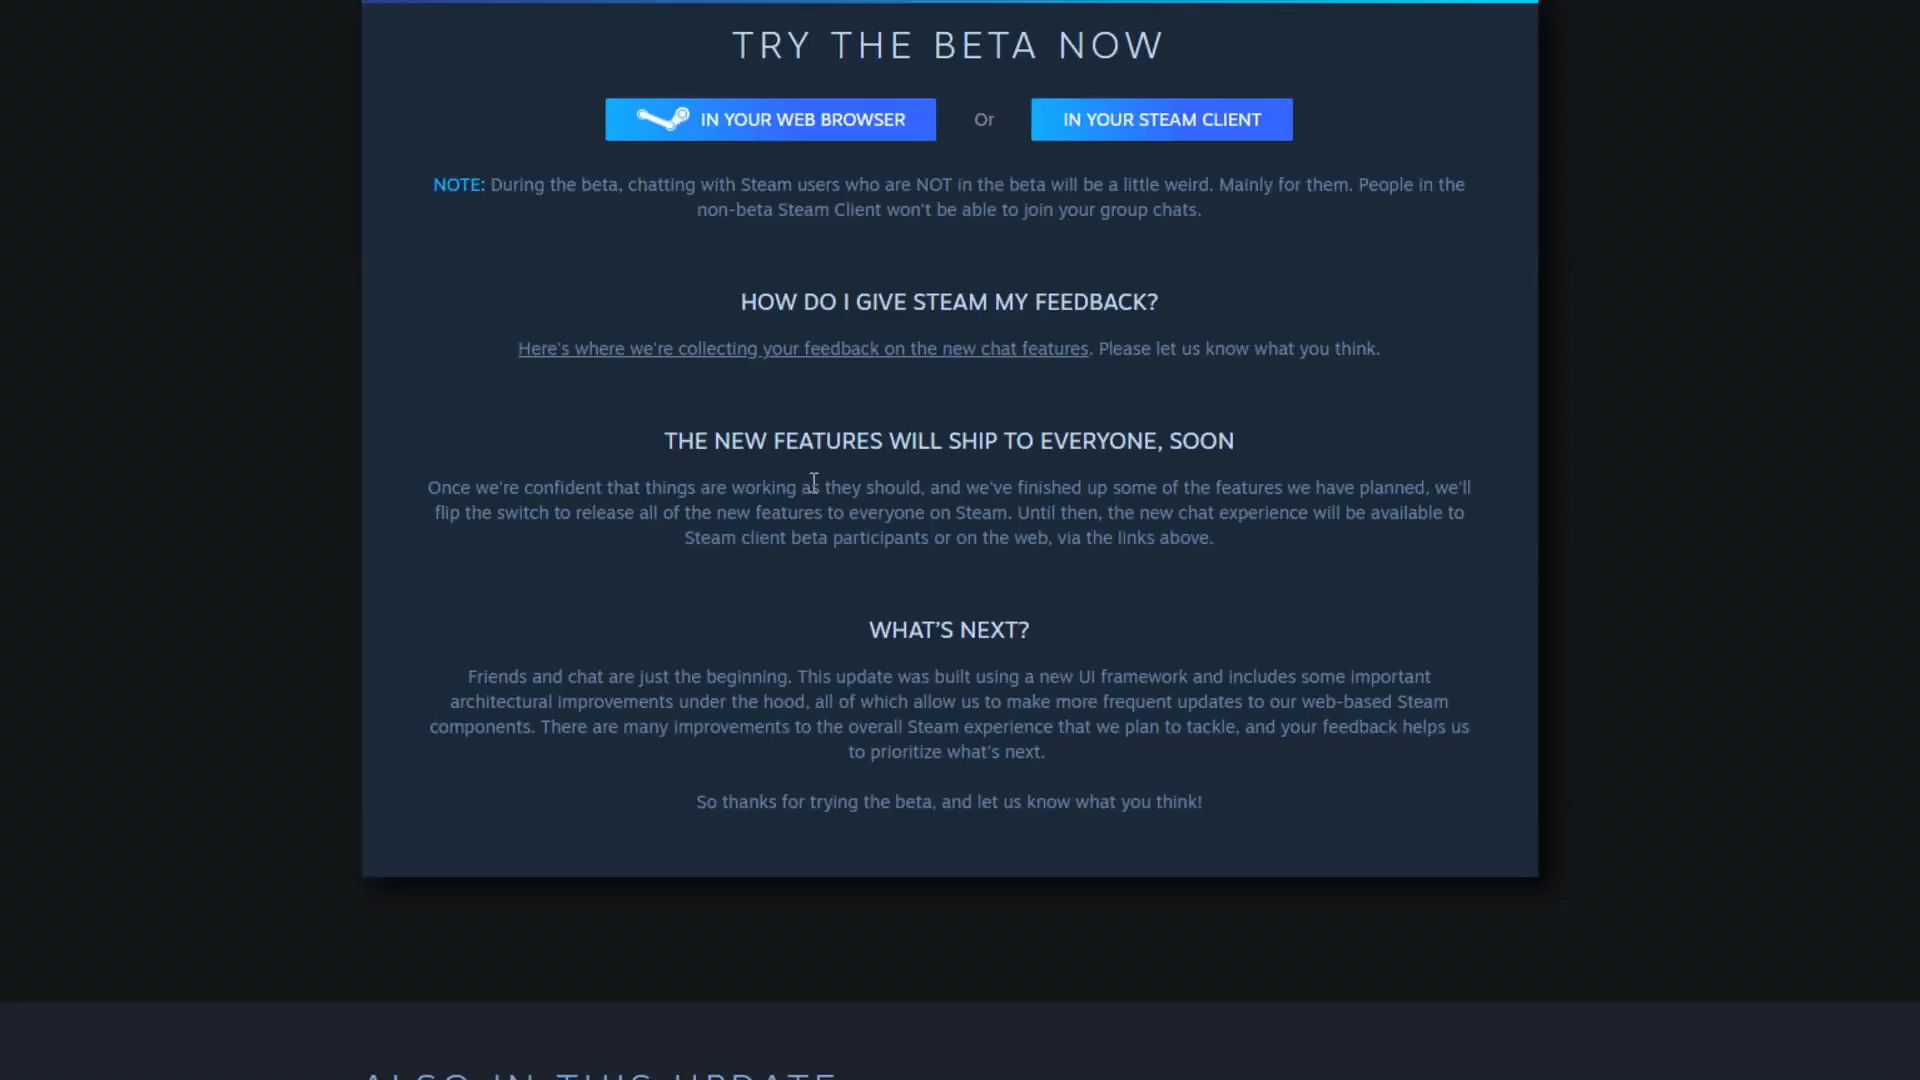 TRY THE BETA NOW
IN YOUR WEB BROWSER Or IN YOUR STEAM CLIENT
NOTE: During the beta, chatting with Steam users who are NOT in the beta will be a little weird. Mainly for them. People in the
non-beta Steam Client won't be able to join your group chats.
HOW DO I GIVE STEAM MY FEEDBACK?
Here's where we're collecting your feedback on the new chat features. Please let us know what you think.
THE NEW FEATURES WILL SHIP TO EVERYONE, SOON
Once we're confident that things are working as they should, and we've finished up some of the features we have planned, we'll
flip the switch to release all of the new features to everyone on Steam. Until then, the new chat experience will be available to
Steam client beta participants or on the web, via the links above.
WHAT'S NEXT?
Friends and chat are just the beginning. This update was built using a new UI framework and includes some important
architectural improvements under the hood, all of which allow us to make more frequent updates to our web-based Steam
components. There are many improvements to the overall Steam experience that we plan to tackle, and your feedback helps us
to prioritize what's next.
So thanks for trying the beta, and let us know what you think!
ALSO IN THIS UPDATE